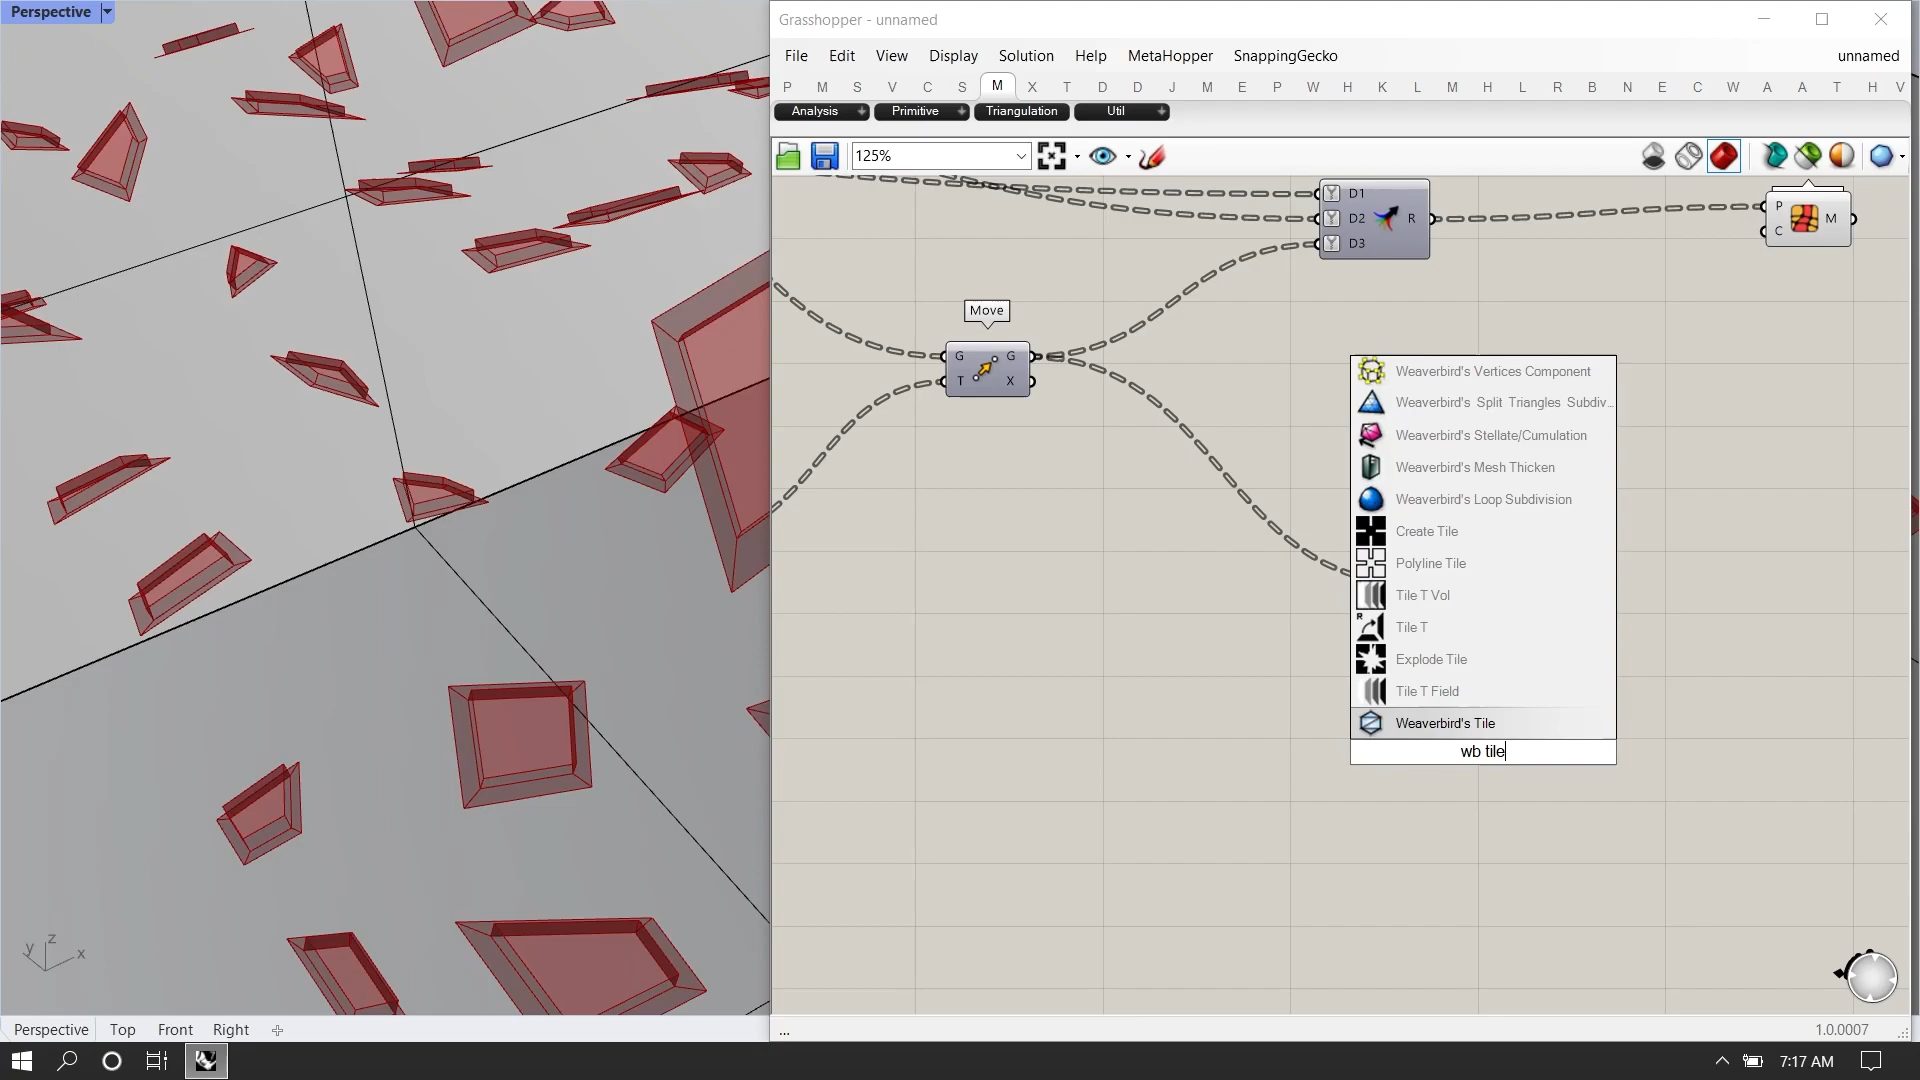 Perspective
Grasshopper - unnamed
File Edit View Display Solution Help MetaHopper SnappingGecko unnamed
P M S V C S M X T D D J M E P W H K L M H L R B N E C W A A T H V
Analysis Primitive Triangulation Util
125%
D1
D2 R
D3
P M
C
Move
G G
T X
Weaverbird's Vertices Component
Weaverbird's Split Triangles Subdiv...
Weaverbird's Stellate/Cumulation
Weaverbird's Mesh Thicken
Weaverbird's Loop Subdivision
Create Tile
Polyline Tile
Tile T Vol
Tile T
Explode Tile
Tile T Field
Weaverbird's Tile
wb tile
z
y x
Perspective Top Front Right
... 1.0.0007
7:17 AM